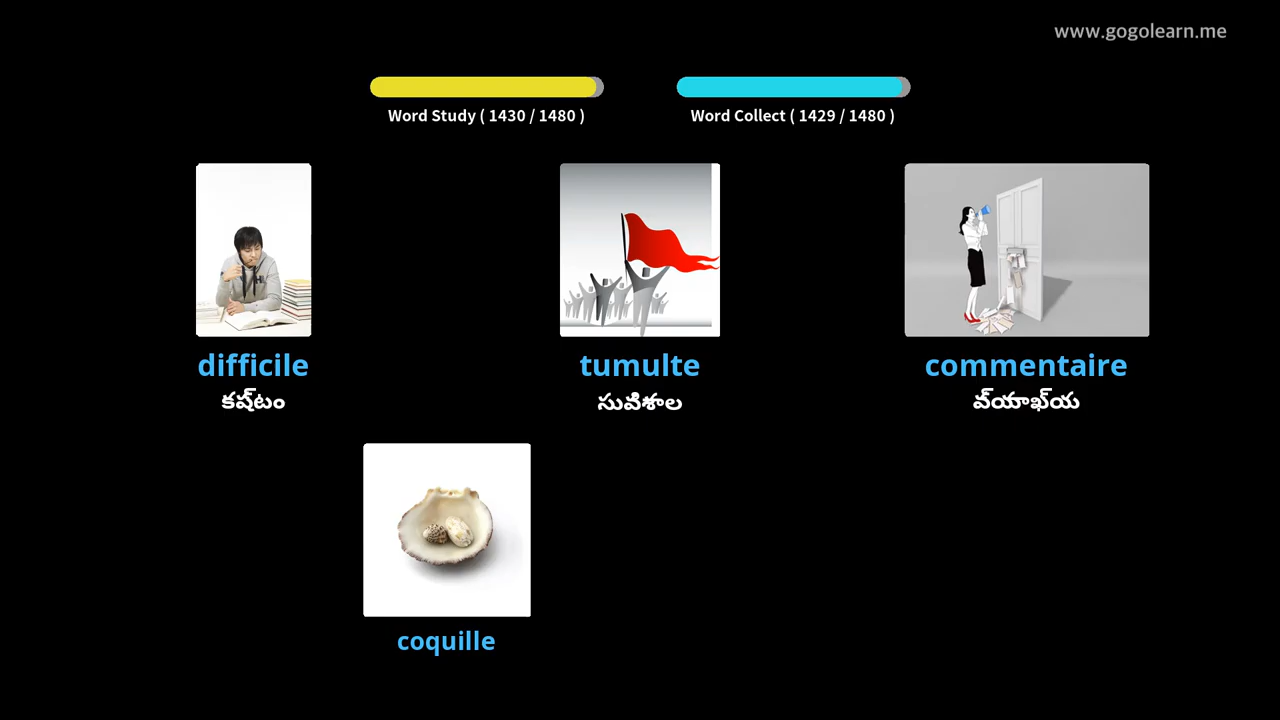 www.gogolearn.me
Word Study ( 1430 / 1480 )
Word Collect ( 1429 / 1480 )
difficile
tumulte
commentaire
కష్టం
సువిశాల
వ్యాఖ్య
coquille